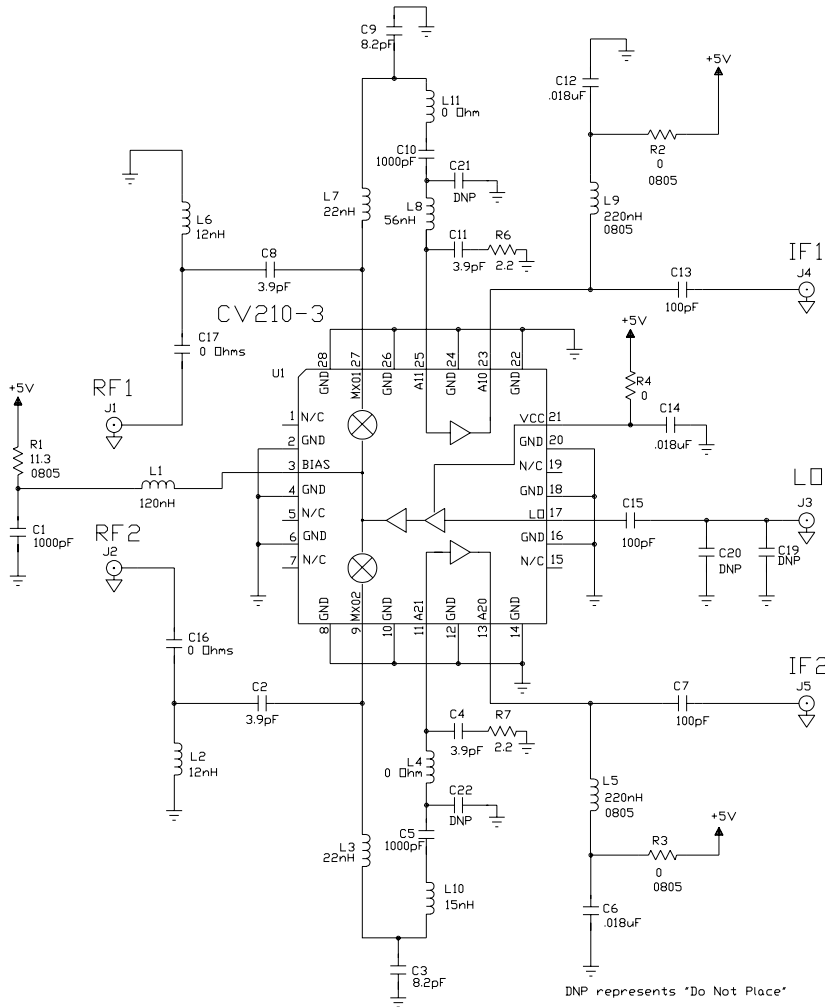 C9
8.2pF
L11
0 Ohm
C10
1000pF
C21
DNP
L7
22nH
L8
56nH
C11
3.9pF
R6
2.2
C12
.018uF
+5V
R2
0
0805
L9
220nH
0805
L6
12nH
C8
3.9pF
C17
0 Ohms
CV210-3
IF1
J4
C13
100pF
+5V
R4
0
C14
.018uF
RF1
J1
+5V
R1
11.3
0805
L1
120nH
C1
1000pF
RF2
J2
U1
GND 28
MXO1 27
GND 26
A11 25
GND 24
A10 23
GND 22
1 N/C
2 GND
3 BIAS
4 GND
5 N/C
6 GND
7 N/C
VCC 21
GND 20
N/C 19
GND 18
LO 17
GND 16
N/C 15
8 GND
9 MXO2
10 GND
11 A21
12 GND
13 A20
14 GND
LO
J3
C15
100pF
C20
DNP
C19
DNP
C16
0 Ohms
C2
3.9pF
L2
12nH
C4
3.9pF
R7
2.2
L4
0 Ohm
C22
DNP
C5
1000pF
L3
22nH
L10
15nH
C3
8.2pF
IF2
J5
C7
100pF
L5
220nH
0805
+5V
R3
0
0805
C6
.018uF
DNP represents "Do Not Place"